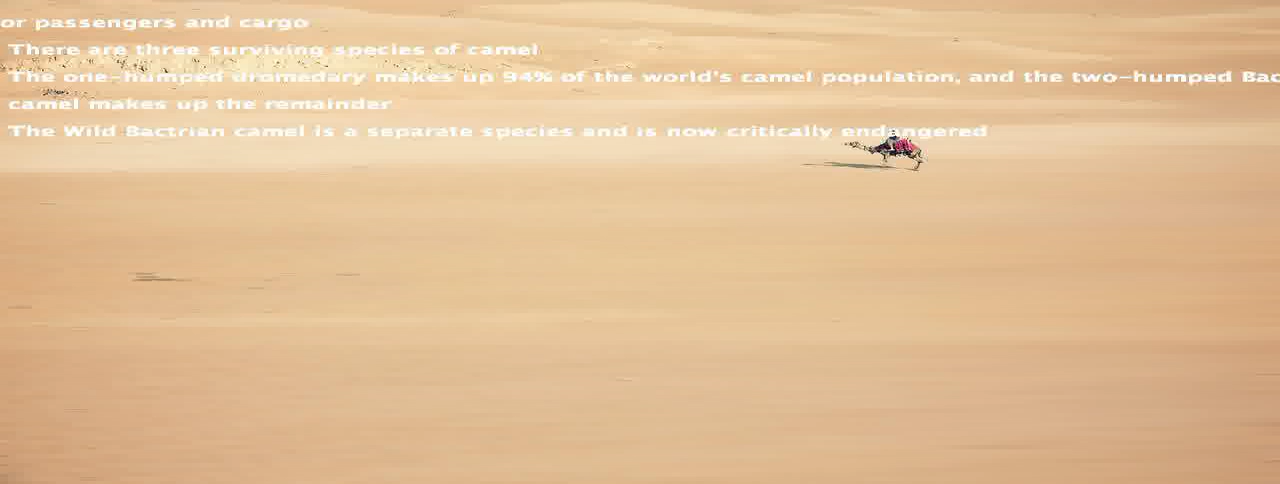 or passengers and cargo
There are three surviving species of camel
The one-humped dromedary makes up 94% of the world's camel population, and the two-humped Bac
camel makes up the remainder
The Wild Bactrian camel is a separate species and is now critically endangered